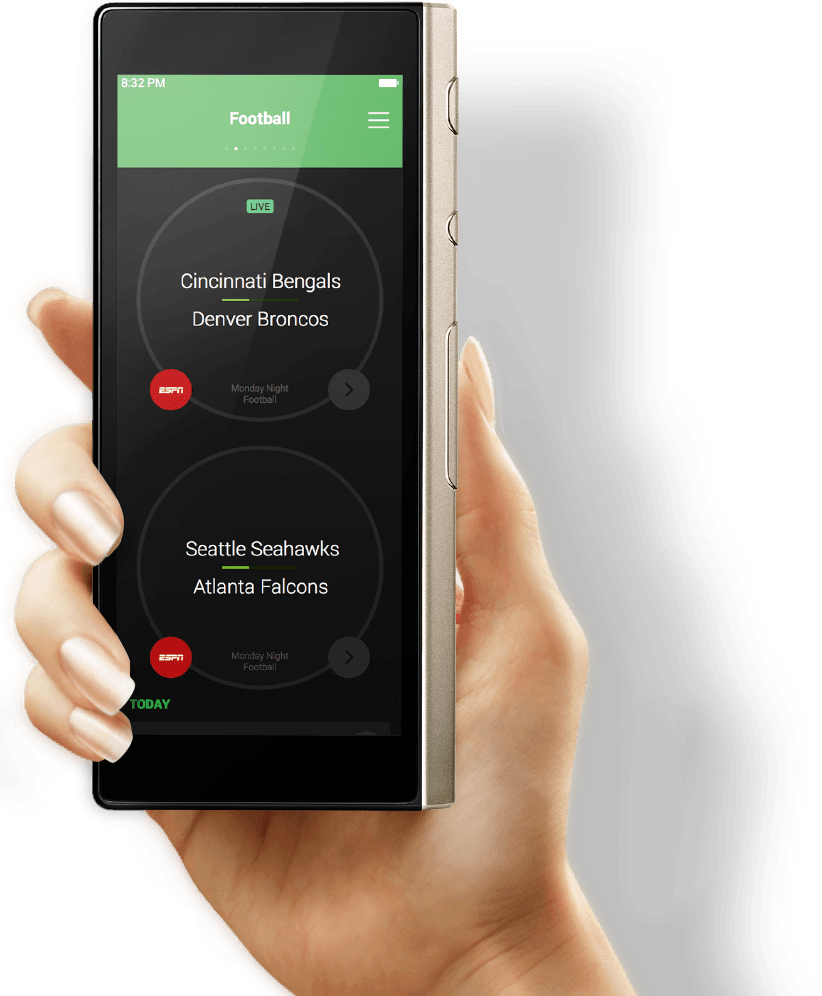 8:32 PM
Football
LIVE
Cincinnati Bengals
Denver Broncos
ESPN
Monday Night
Football
Seattle Seahawks
Atlanta Falcons
ESPN
Monday Night
Football
TODAY